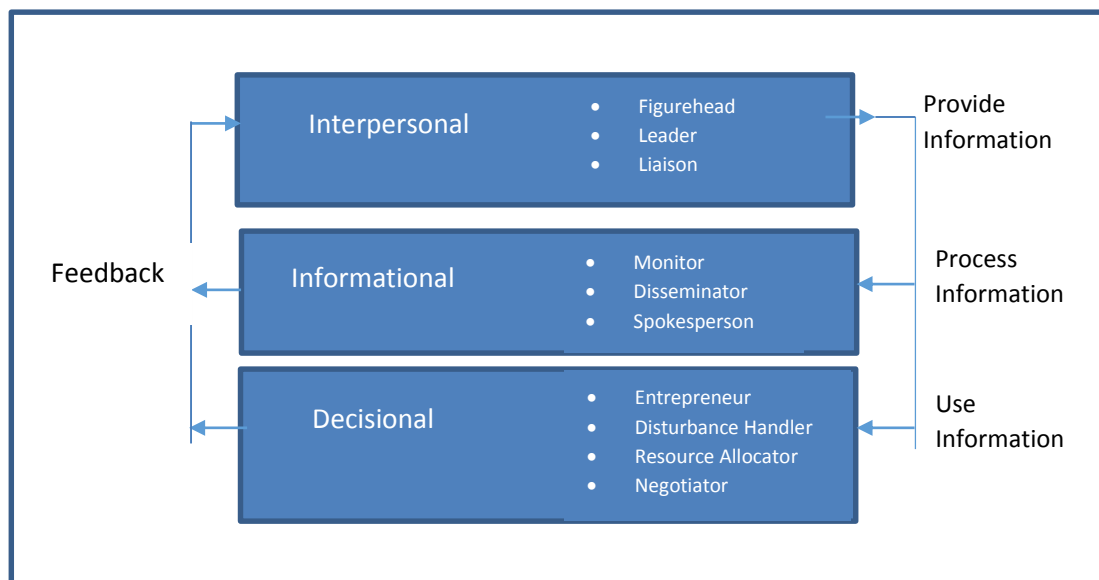 Interpersonal
• Figurehead
• Leader
• Liaison
Provide
Information
Feedback
Informational
• Monitor
• Disseminator
• Spokesperson
Process
Information
Decisional
• Entrepreneur
• Disturbance Handler
• Resource Allocator
• Negotiator
Use
Information